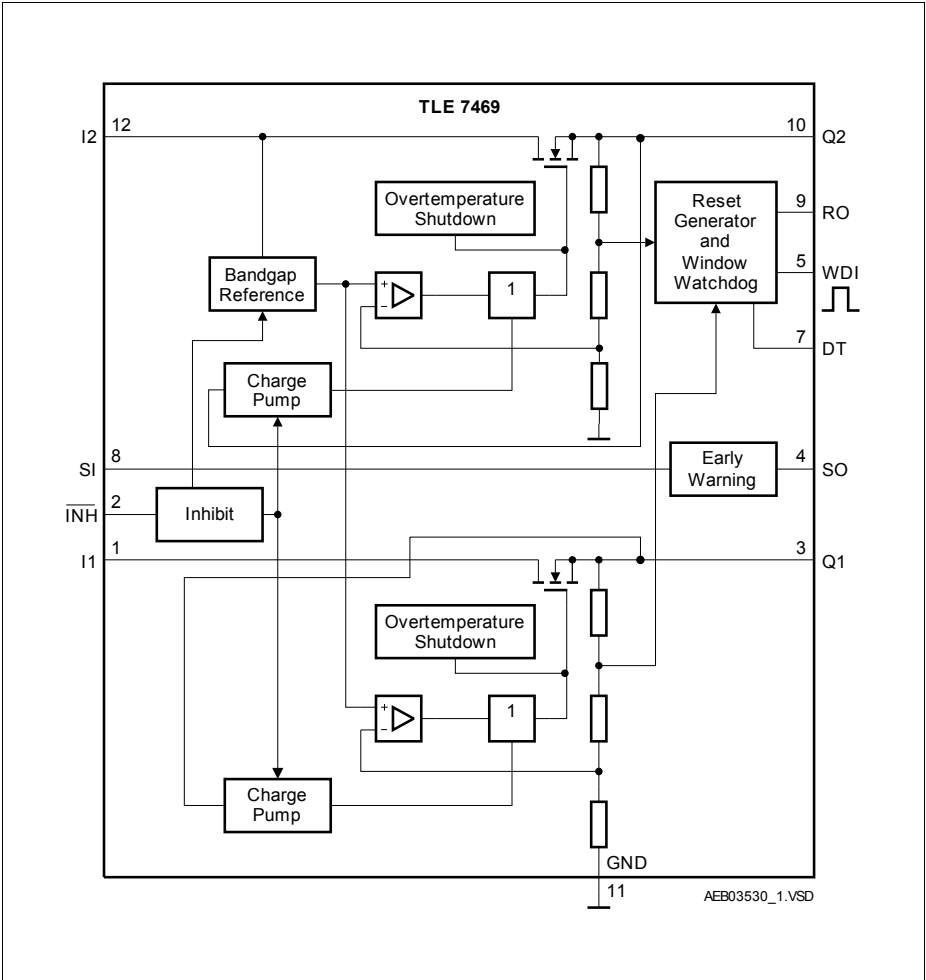 TLE 7469
I2
12
10
Q2
Overtemperature
Shutdown
Reset
Generator
and
Window
Watchdog
9
RO
5
WDI
7
DT
Bandgap
Reference
+
−
1
Charge
Pump
SI
8
Early
Warning
4
SO
INH
2
Inhibit
I1
1
3
Q1
Overtemperature
Shutdown
+
−
1
Charge
Pump
GND
11
AEB03530_1.VSD